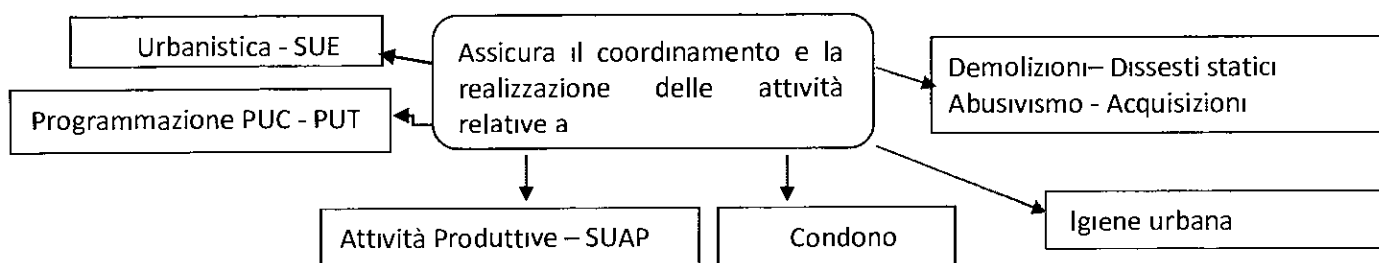 Urbanistica - SUE
Assicura il coordinamento e la
realizzazione delle attività
relative a
Demolizioni– Dissesti statici
Abusivismo - Acquisizioni
Programmazione PUC - PUT
Attività Produttive – SUAP
Condono
Igiene urbana